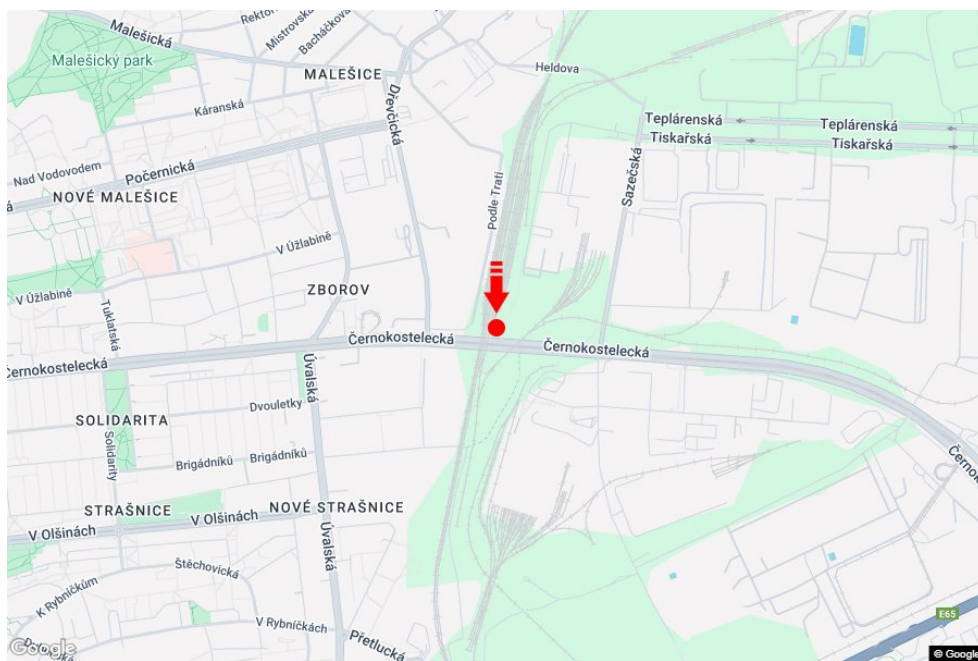 Rektor
Mistrovská
Bacháčkova
Malešická
Malešický park
MALEŠICE
Heldova
Káranská
Dřevčická
Teplárenská
Teplárenská
Tiskařská
Tiskařská
Počernická
Nad Vodovodem
Sazečská
Podle Trati
NOVÉ MALEŠICE
V Úžlabině
V Úžlabině
ZBOROV
Tuklatská
Černokostelecká
Černokostelecká
Černokostelecká
Úvalská
Dvouletky
SOLIDARITA
Solidarity
Brigádníků
Brigádníků
Černok
STRAŠNICE
NOVÉ STRAŠNICE
V Olšinách
V Olšinách
Úvalská
Štěchovická
K Rybníčkům
E65
V Rybníčkách
Přetlucká
Google
© Google